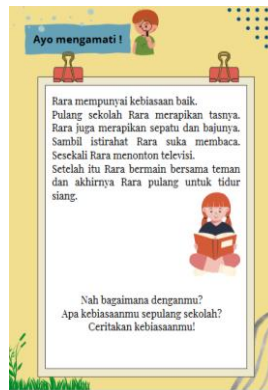 Ayo mengamati !
Rara mempunyai kebiasaan baik.
Pulang sekolah Rara merapikan tasnya.
Rara juga merapikan sepatu dan bajunya.
Sambil istirahat Rara suka membaca.
Sesekali Rara menonton televisi.
Setelah itu Rara bermain bersama teman
dan akhirnya Rara pulang untuk tidur
siang.
Nah bagaimana denganmu?
Apa kebiasaanmu sepulang sekolah?
Ceritakan kebiasaanmu!